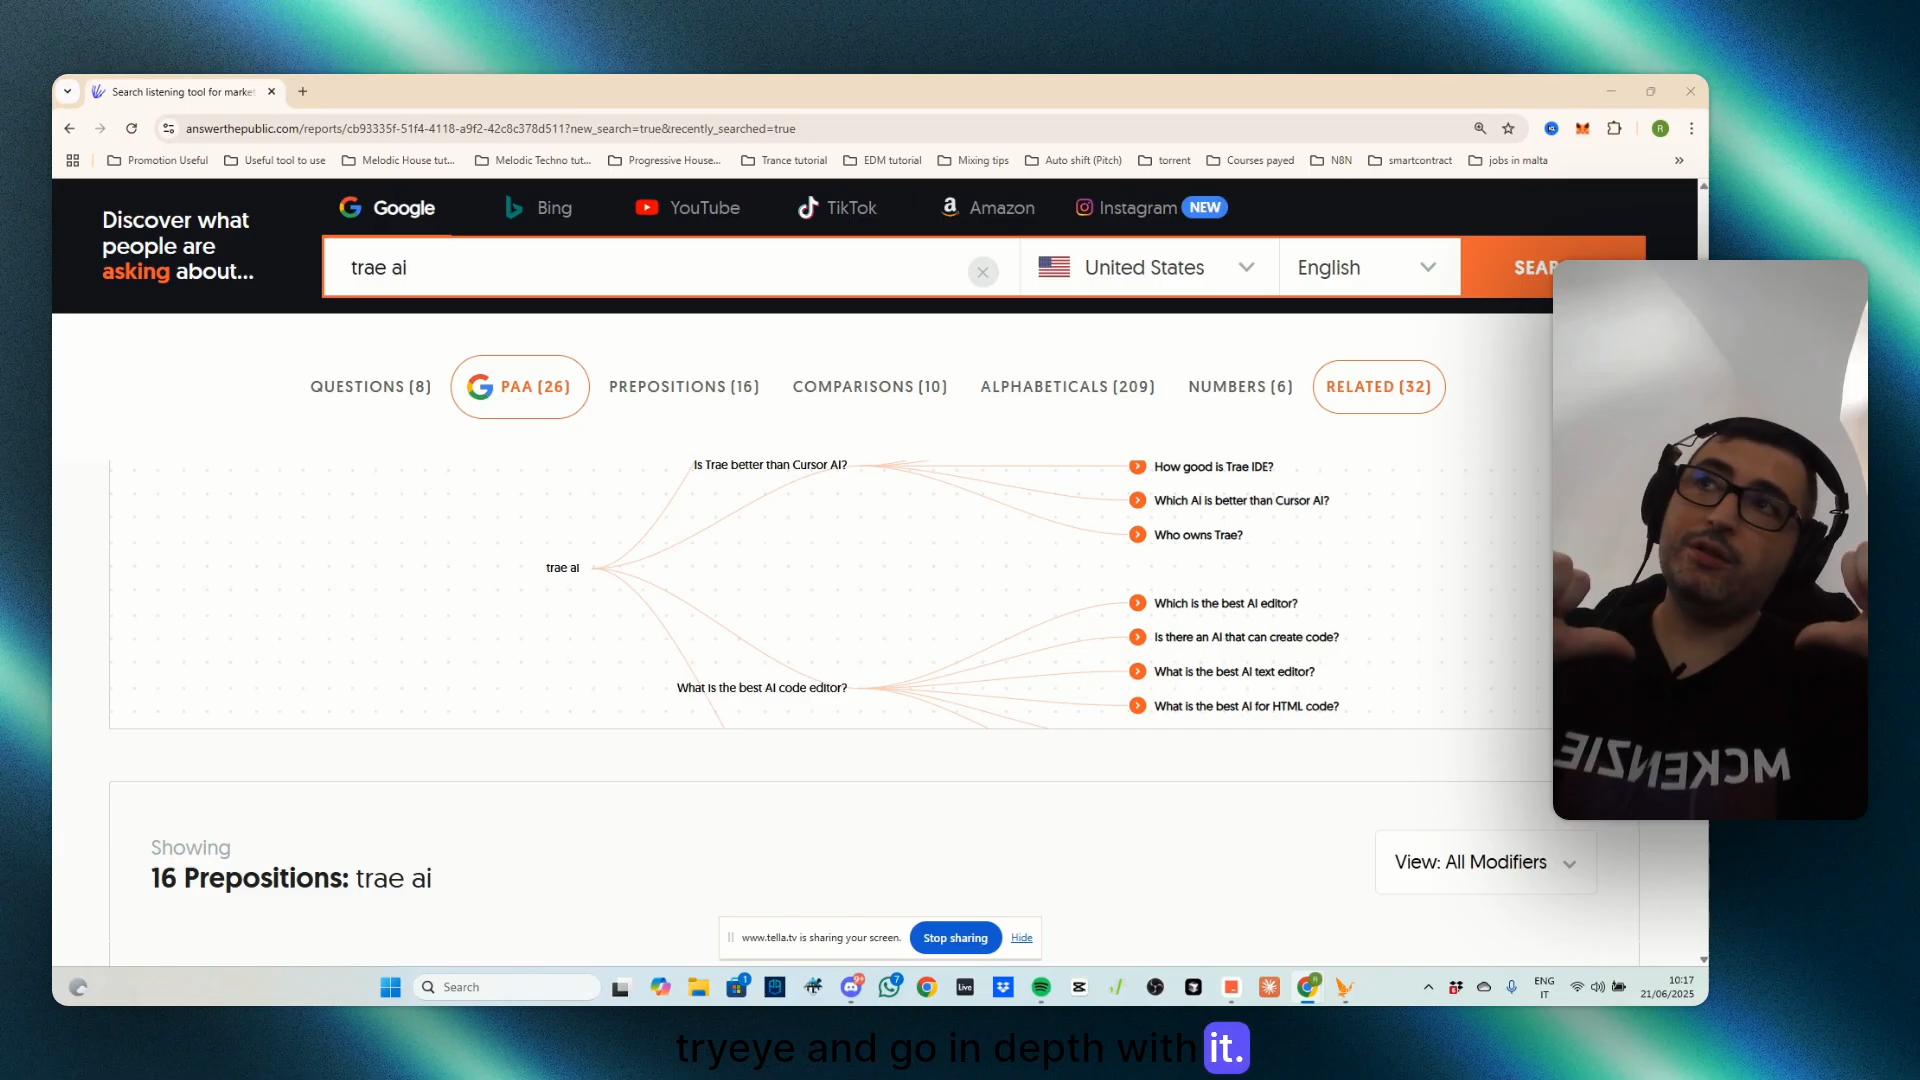 Search listening tool for market
answerthepublic.com/reports/cb93335f-51f4-4118-a9f2-42c8c378d511?new_search=true&recently_searched=true
R
Promotion Useful
Useful tool to use
Melodic House tut...
Melodic Techno tut...
Progressive House...
Trance tutorial
EDM tutorial
Mixing tips
Auto shift (Pitch)
torrent
Courses payed
N8N
smartcontract
jobs in malta
»
Discover what
people are
asking about...
Google
Bing
YouTube
TikTok
Amazon
Instagram NEW
trae ai
United States
English
SEAR
QUESTIONS (8)
PAA (26)
PREPOSITIONS (16)
COMPARISONS (10)
ALPHABETICALS (209)
NUMBERS (6)
RELATED (32)
Is Trae better than Cursor AI?
How good is Trae IDE?
Which AI is better than Cursor AI?
Who owns Trae?
trae ai
Which is the best AI editor?
Is there an AI that can create code?
What is the best AI text editor?
What is the best AI code editor?
What is the best AI for HTML code?
MCKENZIE
Showing
16 Prepositions: trae ai
View: All Modifiers
www.tella.tv is sharing your screen.
Stop sharing
Hide
Search
1
9+
7
Live
ENG
IT
10:17
21/06/2025
tryeye and go in depth with it.